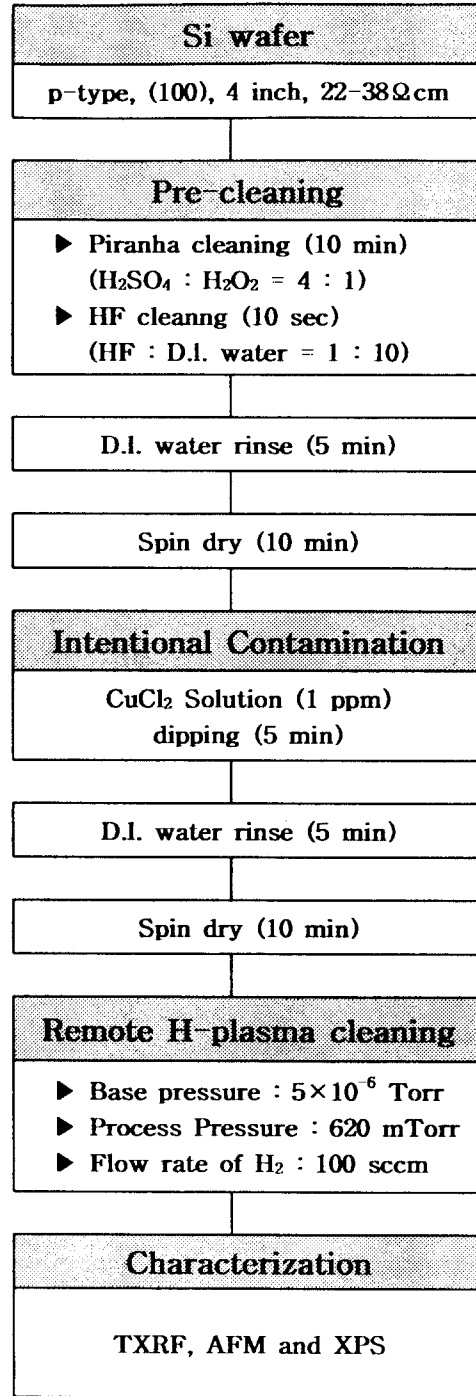 Si wafer
p-type, (100), 4 inch, 22-38Ωcm
Pre-cleaning
▶ Piranha cleaning (10 min)
(H₂SO₄ : H₂O₂ = 4 : 1)
▶ HF cleanng (10 sec)
(HF : D.I. water = 1 : 10)
D.I. water rinse (5 min)
Spin dry (10 min)
Intentional Contamination
CuCl₂ Solution (1 ppm)
dipping (5 min)
D.I. water rinse (5 min)
Spin dry (10 min)
Remote H-plasma cleaning
▶ Base pressure : 5×10⁻⁶ Torr
▶ Process Pressure : 620 mTorr
▶ Flow rate of H₂ : 100 sccm
Characterization
TXRF, AFM and XPS